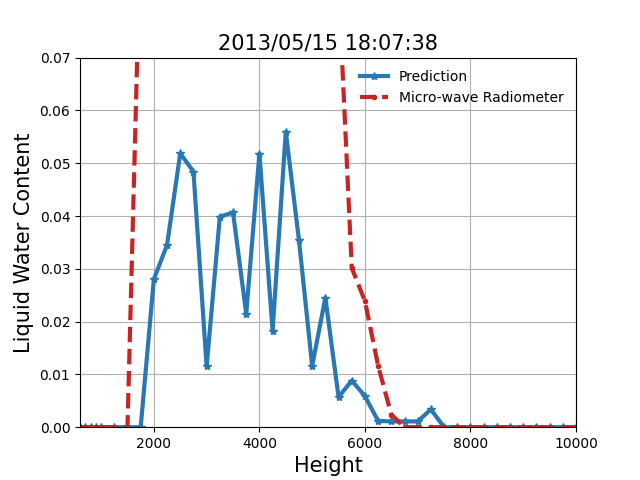 2013/05/15 18:07:38
0.07
0.06
0.05
0.04
0.03
0.02
0.01
0.00
Liquid Water Content
Prediction
Micro-wave Radiometer
2000 4000 6000 8000 10000
Height